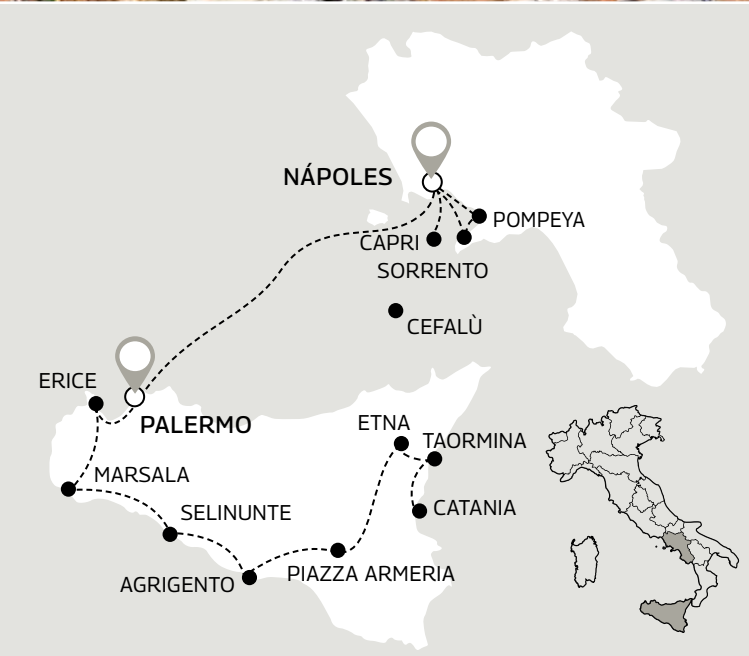 NÁPOLES
POMPEYA
CAPRI
SORRENTO
CEFALÙ
ERICE
PALERMO
ETNA
TAORMINA
MARSALA
CATANIA
SELINUNTE
PIAZZA ARMERIA
AGRIGENTO